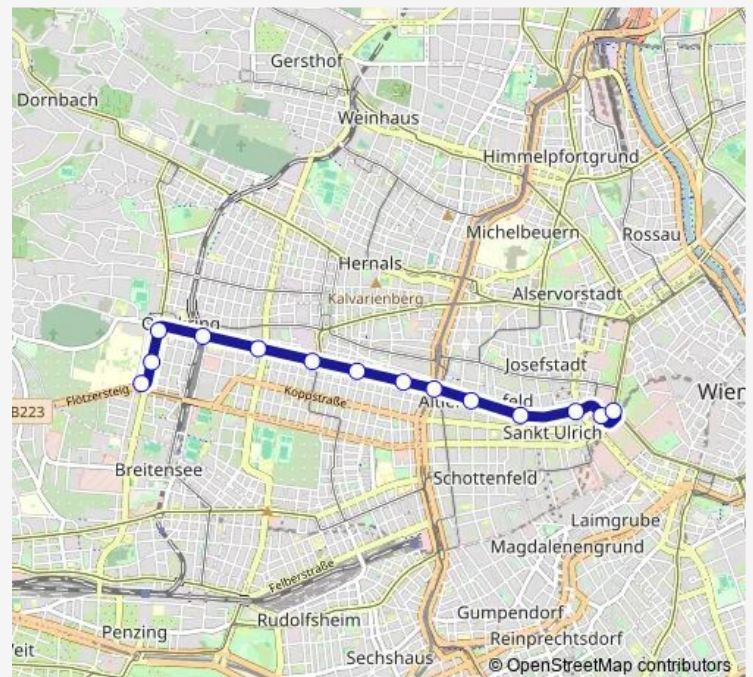 Gersthof
Dornbach
Weinhaus
Himmelpfortgrund
Michelbeuern
Rossau
Hernals
Kalvarienberg
Alservorstadt
Josefstadt
Wien
Flötzersteig
Koppstraße
B223
Sankt Ulrich
Breitensee
Schottenfeld
Laimgrube
Magdalenengrund
Felberstraße
Gumpendorf
Rudolfsheim
Penzing
Reinprechtsdorf
Sechshaus
© OpenStreetMap contributors